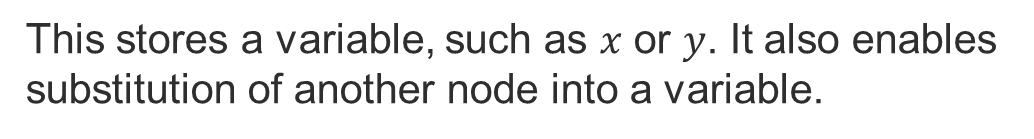 This stores a variable, such as x or y. It also enables
substitution of another node into a variable.